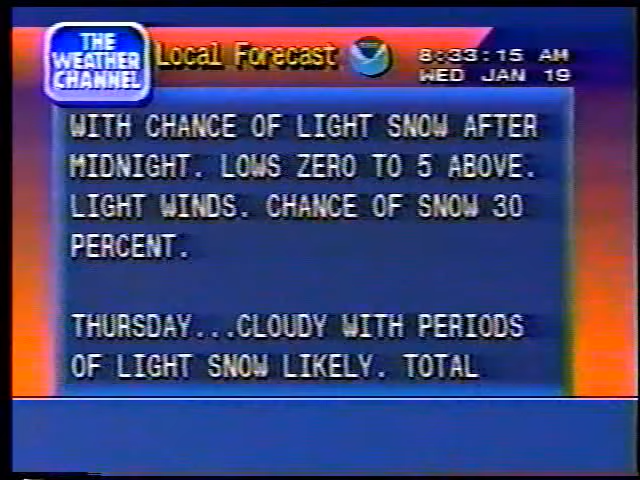 THE
WEATHER
CHANNEL
Local Forecast
8:33:15 AM
WED JAN 19
WITH CHANCE OF LIGHT SNOW AFTER
MIDNIGHT. LOWS ZERO TO 5 ABOVE.
LIGHT WINDS. CHANCE OF SNOW 30
PERCENT.
THURSDAY...CLOUDY WITH PERIODS
OF LIGHT SNOW LIKELY. TOTAL